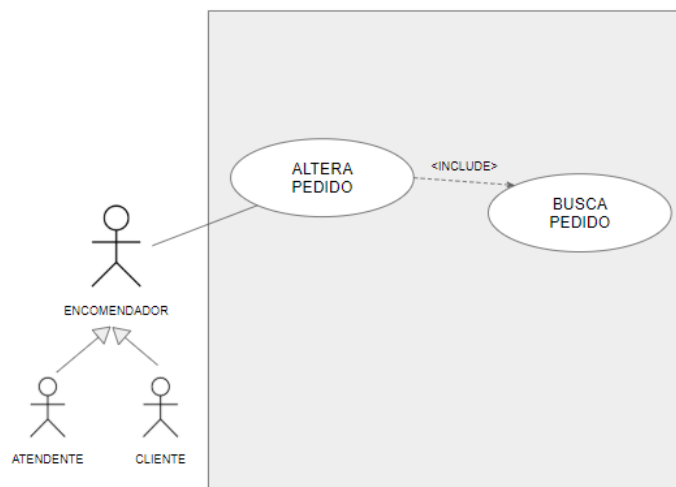 ALTERA
PEDIDO
<INCLUDE>
BUSCA
PEDIDO
ENCOMENDADOR
ATENDENTE
CLIENTE